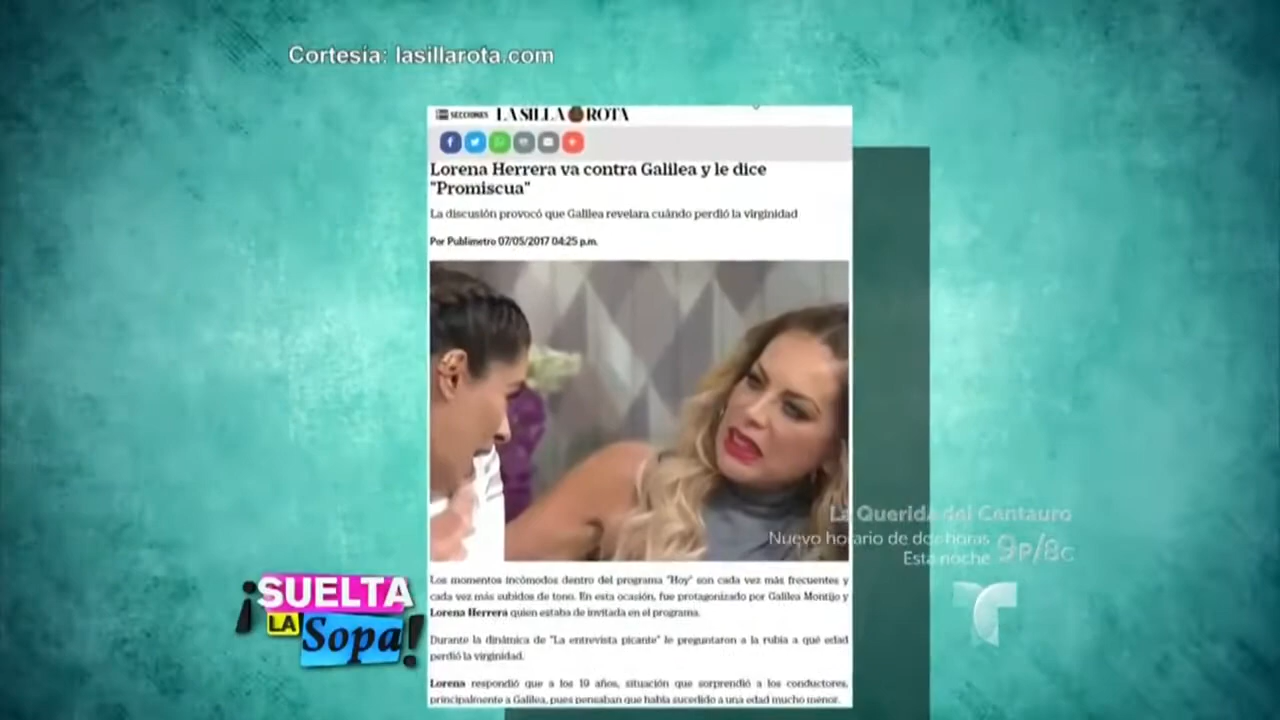 Cortesía: lasillarota.com
SECCIONES LA SILLA ROTA
Lorena Herrera va contra Galilea y le dice
"Promiscua"
La discusión provocó que Galilea revelara cuándo perdió la virginidad
Por Publimetro 07/05/2017 04:25 p.m.
La Querida del Centauro
Nuevo horario de dos horas
Esta noche 9P/8C
Los momentos incómodos dentro del programa "Hoy" son cada vez más frecuentes y
cada vez más subidos de tono. En esta ocasión, fue protagonizado por Galilea Montijo y
Lorena Herrera quien estaba de invitada en el programa.
Durante la dinámica de "La entrevista picante" le preguntaron a la rubia a qué edad
perdió la virginidad.
Lorena respondió que a los 19 años, situación que sorprendió a los conductores,
principalmente a Galilea, pues pensaban que había sucedido a una edad mucho menor.
¡SUELTA
LA
Sopa!